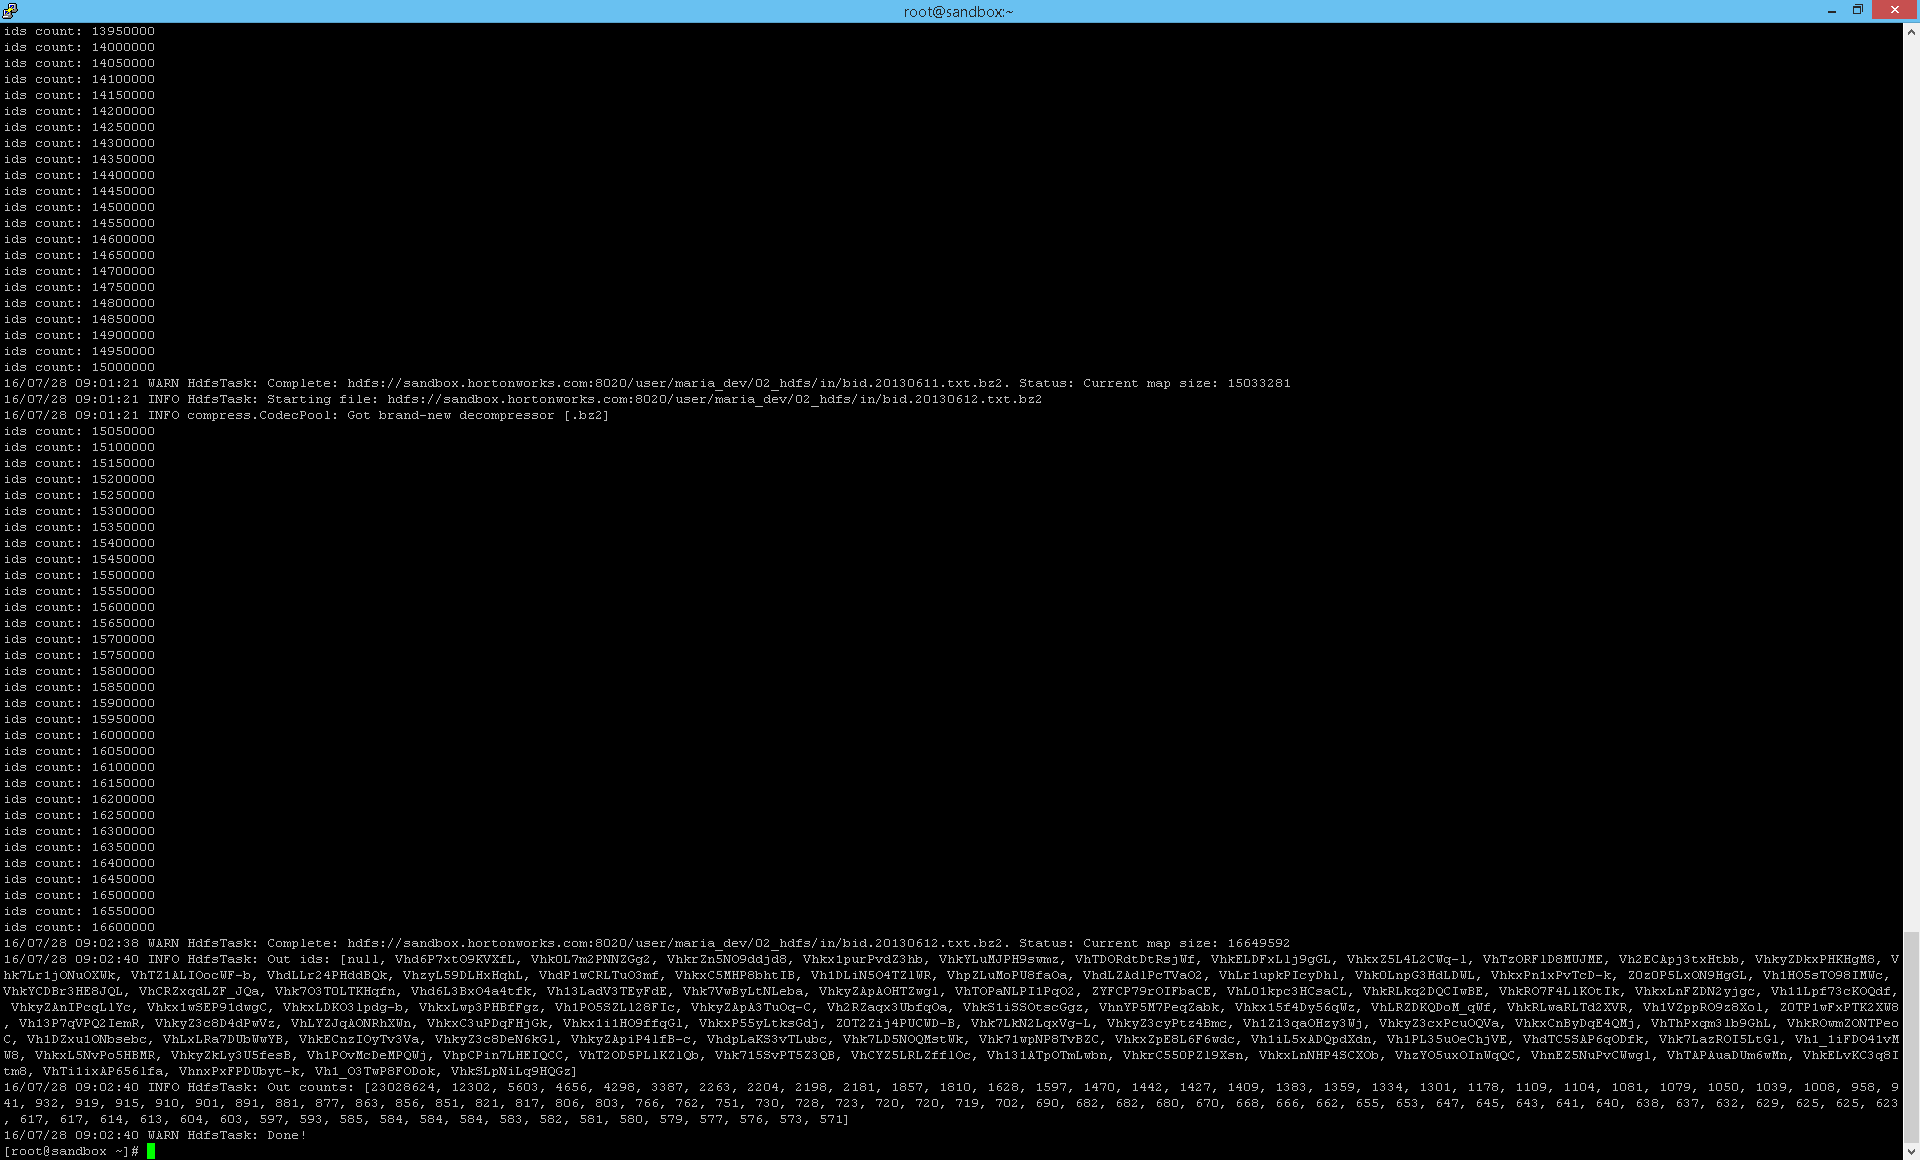 root@sandbox:~
ids count: 13950000
ids count: 14000000
ids count: 14050000
ids count: 14100000
ids count: 14150000
ids count: 14200000
ids count: 14250000
ids count: 14300000
ids count: 14350000
ids count: 14400000
ids count: 14450000
ids count: 14500000
ids count: 14550000
ids count: 14600000
ids count: 14650000
ids count: 14700000
ids count: 14750000
ids count: 14800000
ids count: 14850000
ids count: 14900000
ids count: 14950000
ids count: 15000000
16/07/28 09:01:21 WARN HdfsTask: Complete: hdfs://sandbox.hortonworks.com:8020/user/maria_dev/02_hdfs/in/bid.20130611.txt.bz2. Status: Current map size: 15033281
16/07/28 09:01:21 INFO HdfsTask: Starting file: hdfs://sandbox.hortonworks.com:8020/user/maria_dev/02_hdfs/in/bid.20130612.txt.bz2
16/07/28 09:01:21 INFO compress.CodecPool: Got brand-new decompressor [.bz2]
ids count: 15050000
ids count: 15100000
ids count: 15150000
ids count: 15200000
ids count: 15250000
ids count: 15300000
ids count: 15350000
ids count: 15400000
ids count: 15450000
ids count: 15500000
ids count: 15550000
ids count: 15600000
ids count: 15650000
ids count: 15700000
ids count: 15750000
ids count: 15800000
ids count: 15850000
ids count: 15900000
ids count: 15950000
ids count: 16000000
ids count: 16050000
ids count: 16100000
ids count: 16150000
ids count: 16200000
ids count: 16250000
ids count: 16300000
ids count: 16350000
ids count: 16400000
ids count: 16450000
ids count: 16500000
ids count: 16550000
ids count: 16600000
16/07/28 09:02:38 WARN HdfsTask: Complete: hdfs://sandbox.hortonworks.com:8020/user/maria_dev/02_hdfs/in/bid.20130612.txt.bz2. Status: Current map size: 16649592
16/07/28 09:02:40 INFO HdfsTask: Out ids: [null, Vhd6P7xtO9KVXfL, VhkOL7m2PNNZGg2, VhkrZn5NO9ddjd8, Vhkx1purPvdZ3hb, VhKYLuMJPH9swmz, VhTDORdtDtRsjWf, VhkELDFxL1j9gGL, VhkxZ5L4L2CWq-l, VhTzORFlD8MUJME, Vh2ECApj3txHtbb, VhkyZDkxPHKHgM8, V
hk7Lr1jONuOXWk, VhTZ1ALIOocWF-b, VhdLLr24PHddBQk, VhzyL59DLHxHqhL, VhdP1wCRLTuO3mf, VhkxC5MHP8bhtIB, Vh1DLiN5O4TZlWR, VhpZLuMoPU8faOa, VhdLZAdlPcTVaO2, VhLr1upkPIcyDhl, VhkOLnpG3HdLDWL, VhkxPn1xPvTcD-k, Z0zOP5LxON9HgGL, Vh1HO5sTO98IMWc,
VhkYCDBr3HE8JQL, VhCRZxqdLZF_JQa, Vhk7O3TOLTKHqfn, Vhd6L3BxO4a4tfk, Vh13LadV3TEyFdE, Vhk7VwByLtNLeba, VhkyZApAOHTZwgl, VhTOPaNLPI1PqO2, ZYFCP79rOIFbaCE, VhLO1kpc3HCsaCL, VhkRLkq2DQCIwBE, VhkRO7F4LlKOtIk, VhkxLnFZDN2yjgc, Vh11Lpf73cKOQdf,
VhkyZAnIPcqLlYc, Vhkx1wSEP91dwgC, VhkxLDKO3lpdg-b, VhkxLwp3PHBfFgz, Vh1PO5SZLl28FIc, VhkyZApA3TuOq-C, Vh2RZaqx3UbfqOa, VhkS1iSSOtscGgz, VhnYP5M7PeqZabk, Vhkx15f4Dy56qWz, VhLRZDKQDoM_qWf, VhkRLwaRLTd2XVR, Vh1VZppRO9z8Xol, ZOTP1wFxPTK2XW8
, Vh13P7qVPQ2IemR, VhkyZ3c8D4dPwVz, VhLYZJqAONRhXWn, VhkxC3uPDqFHjGk, Vhkx1i1HO9ffqGl, VhkxP55yLtksGdj, ZOT2Zij4PUCWD-B, Vhk7LkN2LqxVg-L, VhkyZ3cyPtz4Bmc, Vh1Z13qaOHzy3Wj, VhkyZ3cxPcuOQVa, VhkxCnByDqE4QMj, VhThPxqm3lb9GhL, VhkROwmZONTPeo
C, Vh1DZxu1ONbsebc, VhLxLRa7DUbWwYB, VhkECnzIOyTv3Va, VhkyZ3c8DeN6kGl, VhkyZApiP4lfB-c, VhdpLaKS3vTLubc, Vhk7LD5NOQMstWk, Vhk71wpNP8TvBZC, VhkxZpE8L6F6wdc, Vh1iL5xADQpdXdn, Vh1PL35uOeChjVE, VhdTC5SAP6qODfk, Vhk7LazROI5LtGl, Vh1_1iFDO41vM
W8, VhkxL5NvPo5HBMR, VhkyZkLy3U5fesB, Vh1POvMcDeMPQWj, VhpCPin7LHEIQCC, VhT2OD5PLlKZlQb, Vhk715SvPT5Z3QB, VhCYZ5LRLZfflOc, Vh131ATpOTmLwbn, VhkrC55OPZl9Xsn, VhkxLnNHP4SCXOb, VhzYO5uxOInWqQC, VhnEZ5NuPvCWwgl, VhTAPAuaDUm6wMn, VhkELvKC3q8I
tm8, VhTi1ixAP656lfa, VhnxPxFPDUbyt-k, Vh1_O3TwP8FODok, VhkSLpNiLq9HQGz]
16/07/28 09:02:40 INFO HdfsTask: Out counts: [23028624, 12302, 5603, 4656, 4298, 3387, 2263, 2204, 2198, 2181, 1857, 1810, 1628, 1597, 1470, 1442, 1427, 1409, 1383, 1359, 1334, 1301, 1178, 1109, 1104, 1081, 1079, 1050, 1039, 1008, 958, 9
41, 932, 919, 915, 910, 901, 891, 881, 877, 863, 856, 851, 821, 817, 806, 803, 766, 762, 751, 730, 728, 723, 720, 720, 719, 702, 690, 682, 682, 680, 670, 668, 666, 662, 655, 653, 647, 645, 643, 641, 640, 638, 637, 632, 629, 625, 625, 623
, 617, 617, 614, 613, 604, 603, 597, 593, 585, 584, 584, 584, 583, 582, 581, 580, 579, 577, 576, 573, 571]
16/07/28 09:02:40 WARN HdfsTask: Done!
[root@sandbox ~]#